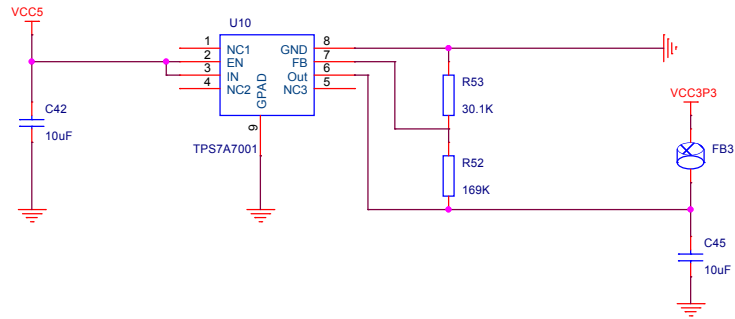 VCC5
U10
1 NC1 GND 8
2 EN FB 7
3 IN Out 6
4 NC2 NC3 5
GPAD
9
TPS7A7001
C42
10uF
R53
30.1K
R52
169K
VCC3P3
FB3
C45
10uF